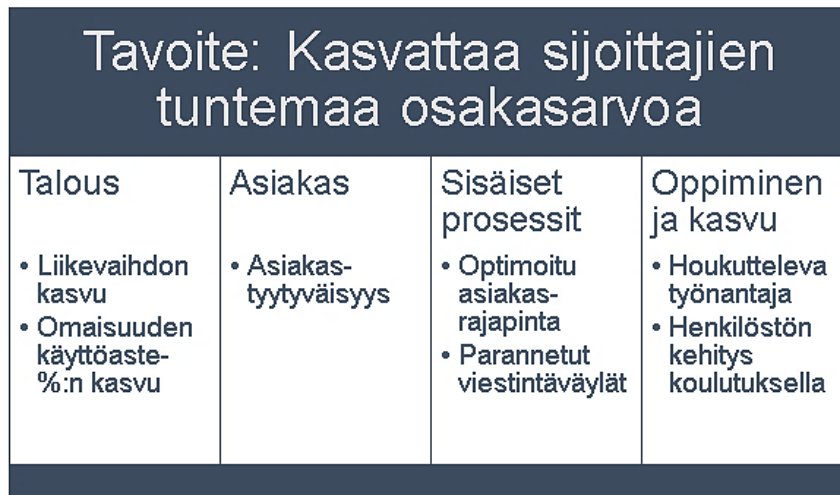 Tavoite: Kasvattaa sijoittajien
tuntemaa osakasarvoa
Talous
• Liikevaihdon
kasvu
• Omaisuuden
käyttöaste-
%:n kasvu
Asiakas
• Asiakas-
tyytyväisyys
Sisäiset
prosessit
• Optimoitu
asiakas-
rajapinta
• Parannetut
viestintäväylät
Oppiminen
ja kasvu
• Houkutteleva
työnantaja
• Henkilöstön
kehitys
koulutuksella